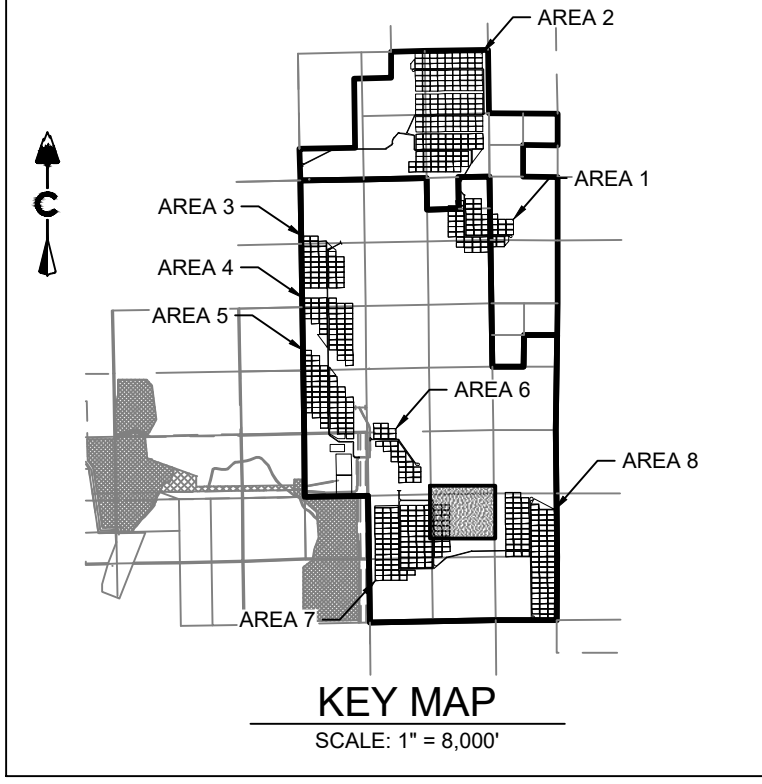 AREA 2
AREA 1
AREA 3
AREA 4
AREA 5
AREA 6
AREA 8
AREA 7
KEY MAP
SCALE: 1" = 8,000'